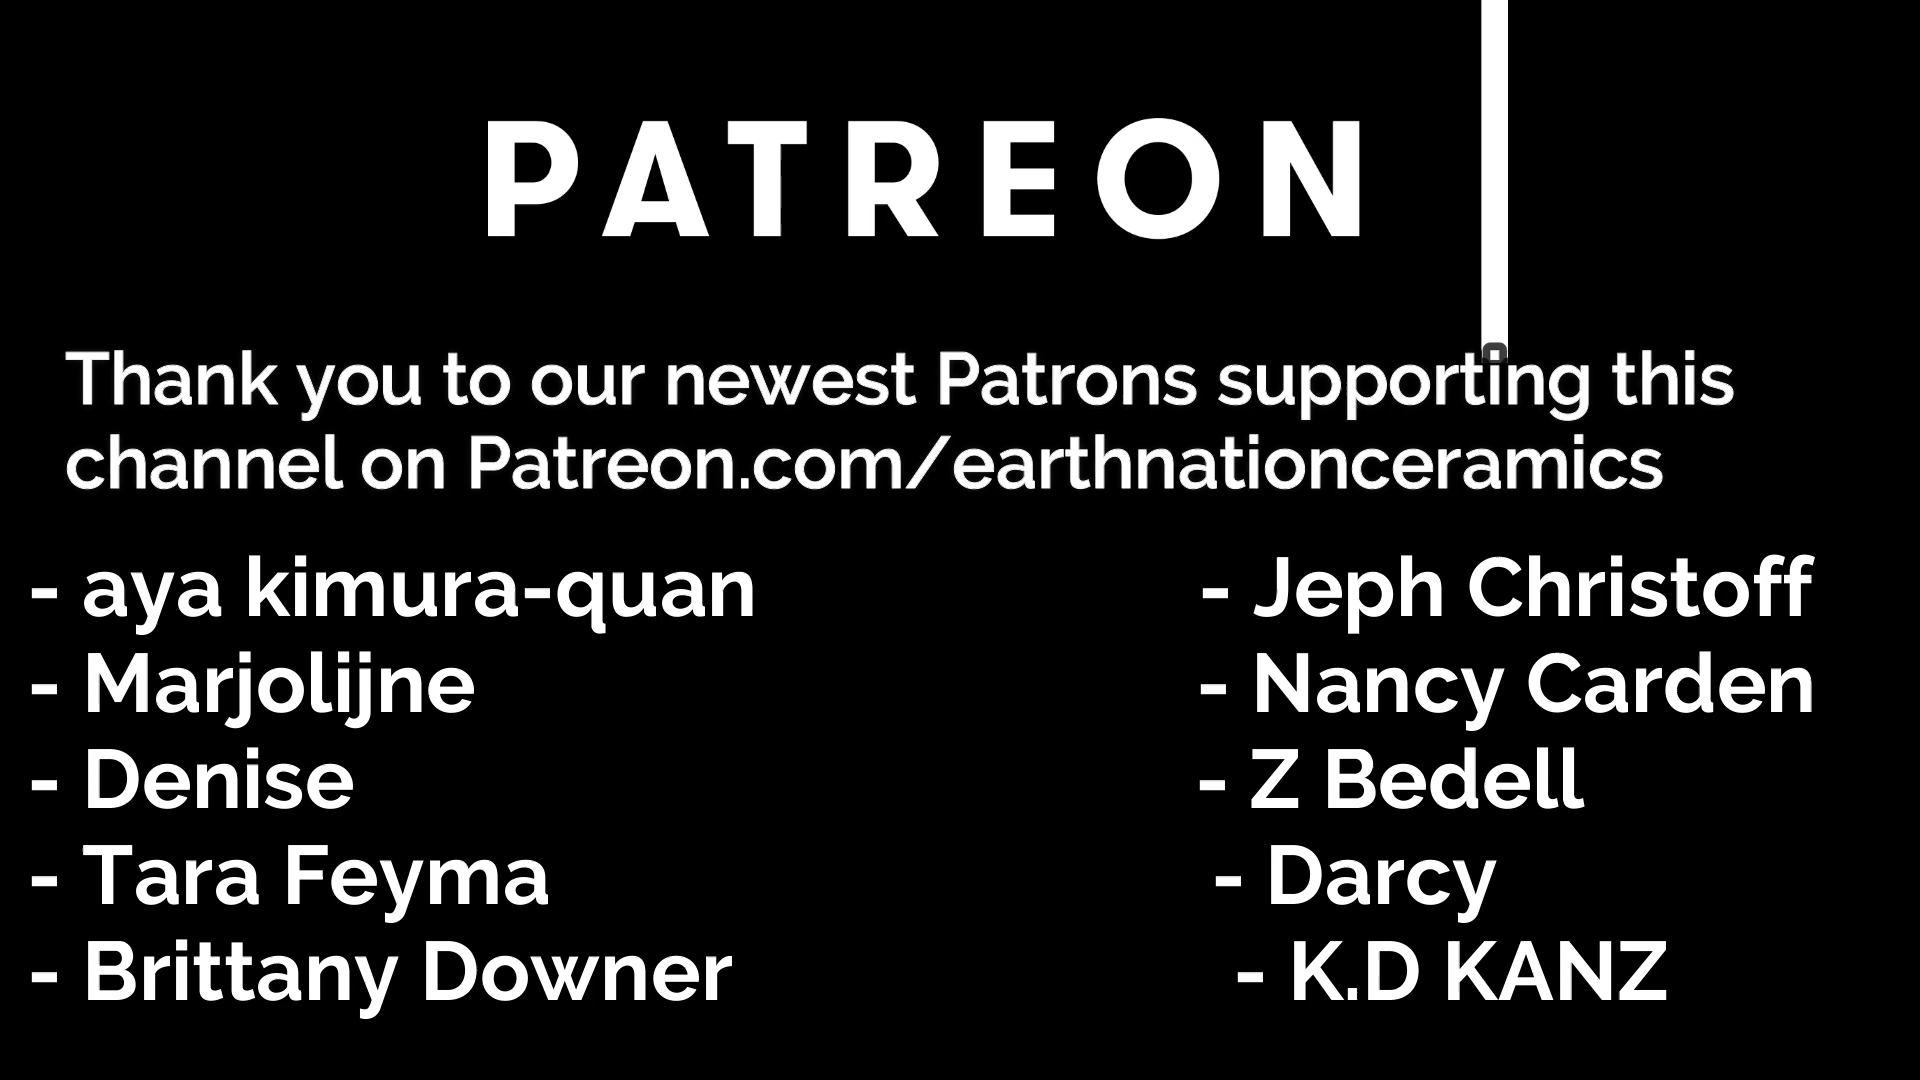 PATREON
Thank you to our newest Patrons supporting this
channel on Patreon.com/earthnationceramics
- aya kimura-quan
- Marjolijne
- Denise
- Tara Feyma
- Brittany Downer
- Jeph Christoff
- Nancy Carden
- Z Bedell
- Darcy
- K.D KANZ